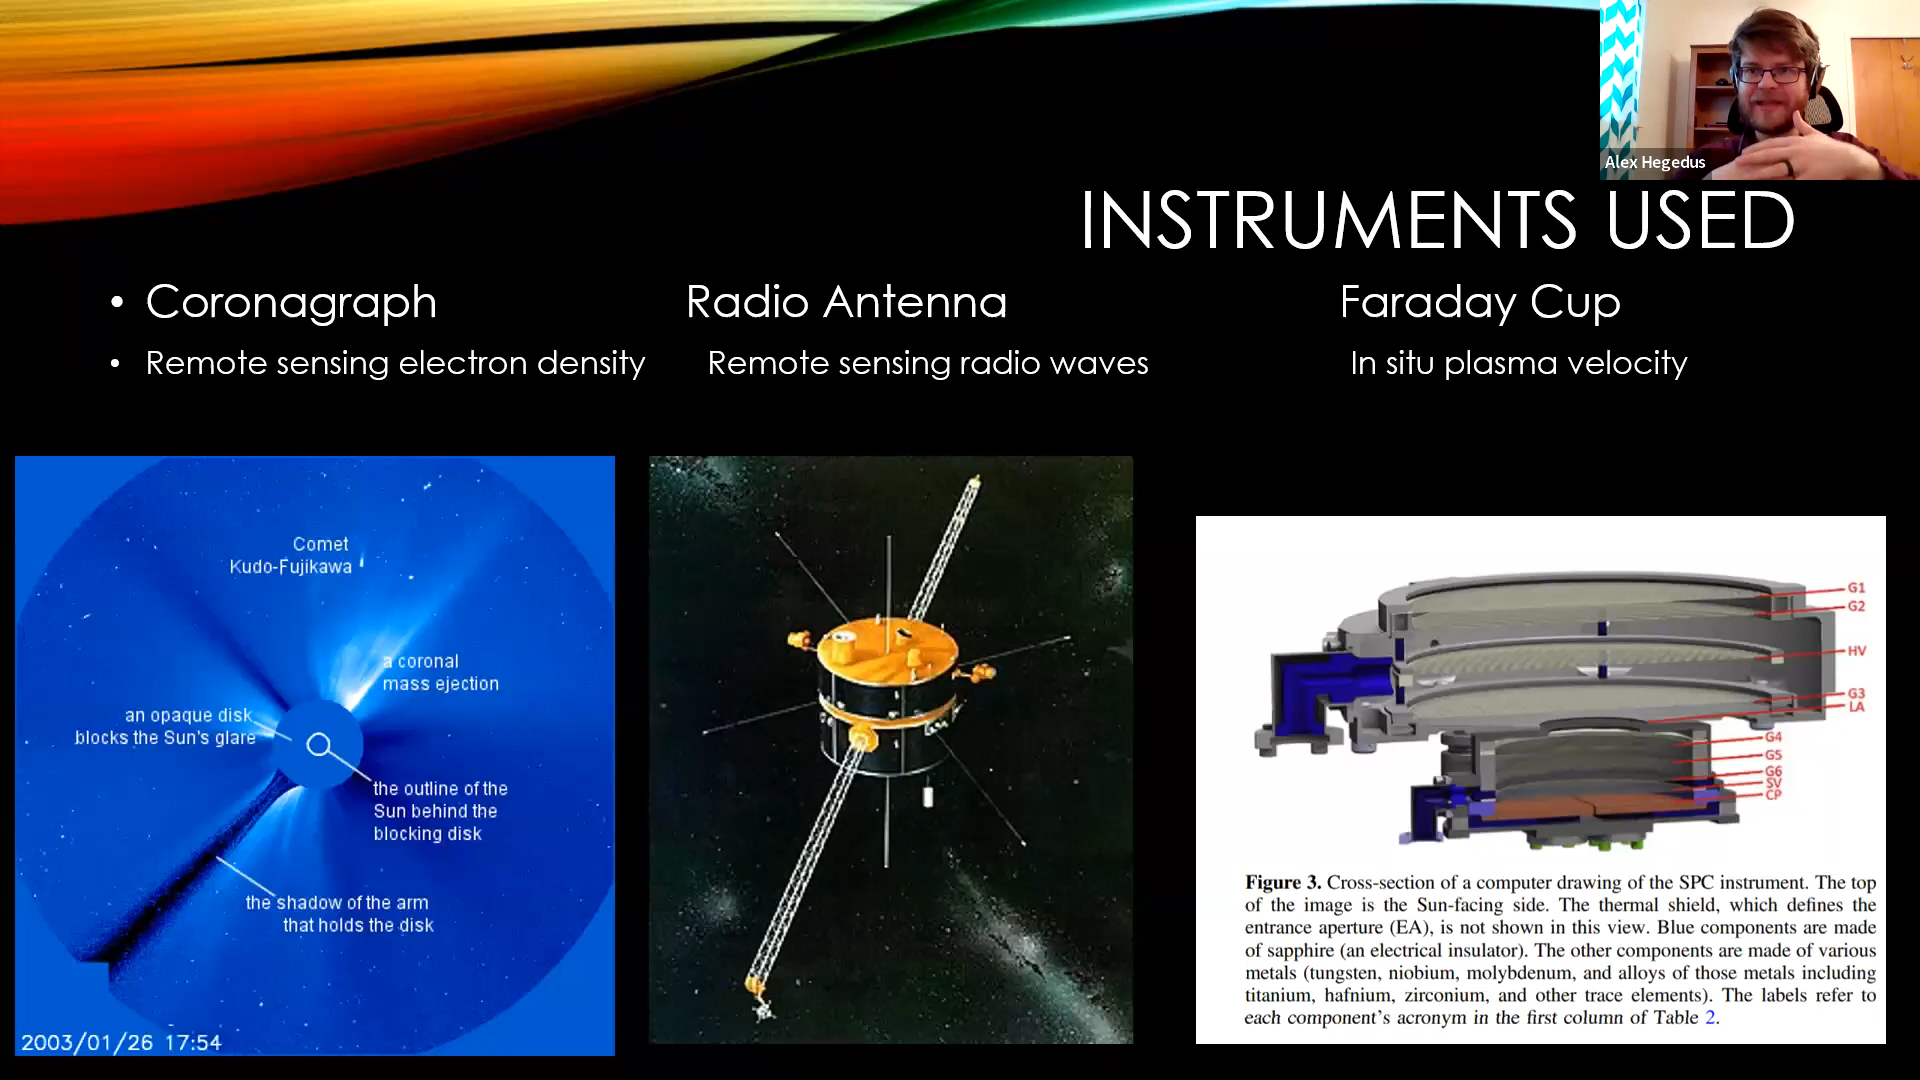 Alex Hegedus
INSTRUMENTS USED
• Coronagraph Radio Antenna Faraday Cup
• Remote sensing electron density Remote sensing radio waves In situ plasma velocity
Comet
Kudo-Fujikawa
a coronal
mass ejection
an opaque disk
blocks the Sun's glare
the outline of the
Sun behind the
blocking disk
the shadow of the arm
that holds the disk
2003/01/26 17:54
G1
G2
HV
G3
LA
G4
G5
G6
SV
CP
Figure 3. Cross-section of a computer drawing of the SPC instrument. The top
of the image is the Sun-facing side. The thermal shield, which defines the
entrance aperture (EA), is not shown in this view. Blue components are made
of sapphire (an electrical insulator). The other components are made of various
metals (tungsten, niobium, molybdenum, and alloys of those metals including
titanium, hafnium, zirconium, and other trace elements). The labels refer to
each component's acronym in the first column of Table 2.